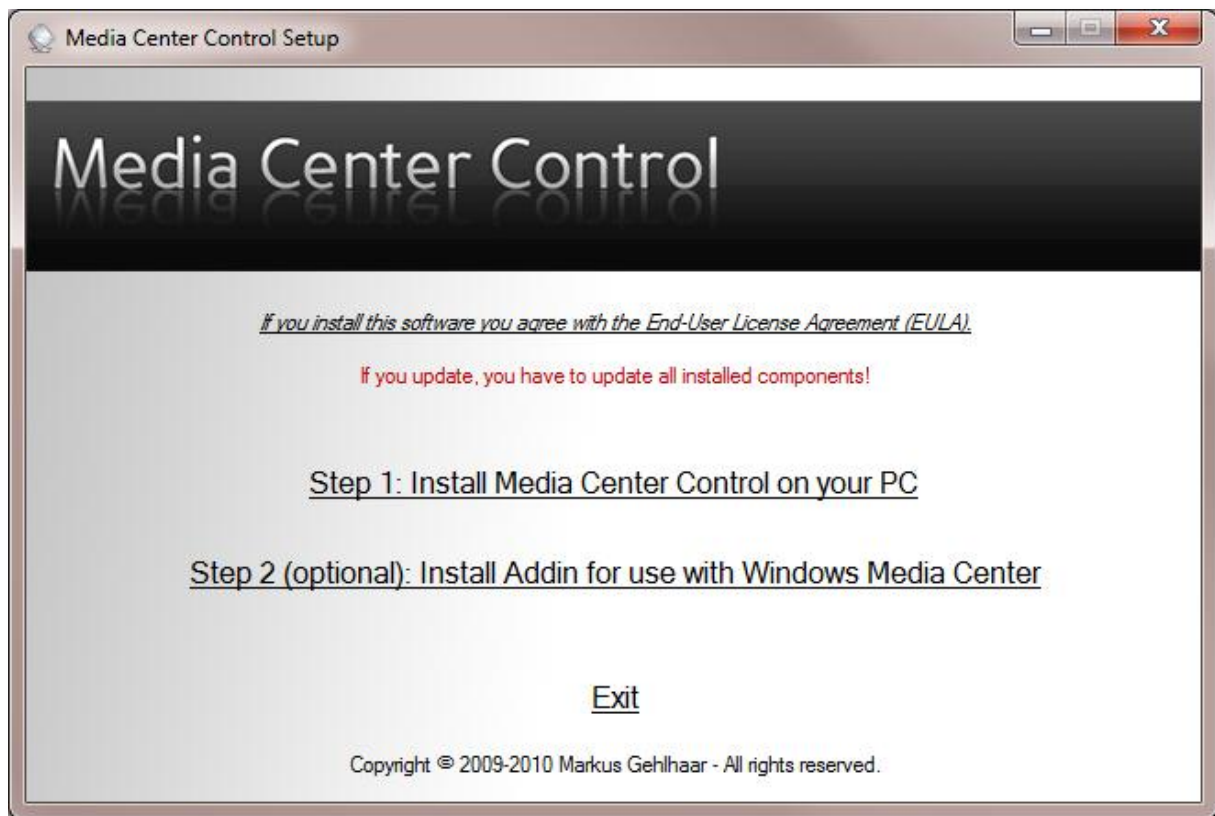 Media Center Control Setup
Media Center Control
If you install this software you agree with the End-User License Agreement (EULA).
If you update, you have to update all installed components!
Step 1: Install Media Center Control on your PC
Step 2 (optional): Install Addin for use with Windows Media Center
Exit
Copyright © 2009-2010 Markus Gehlhaar - All rights reserved.